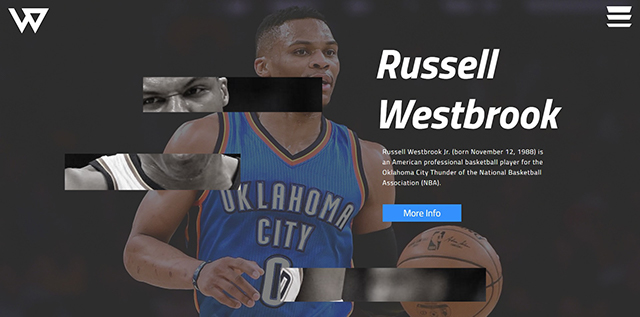 W
Russell
Westbrook
Russell Westbrook Jr. (born November 12, 1988) is
an American professional basketball player for the
Oklahoma City Thunder of the National Basketball
Association (NBA).
More Info
OKLAHOMA
CITY
0